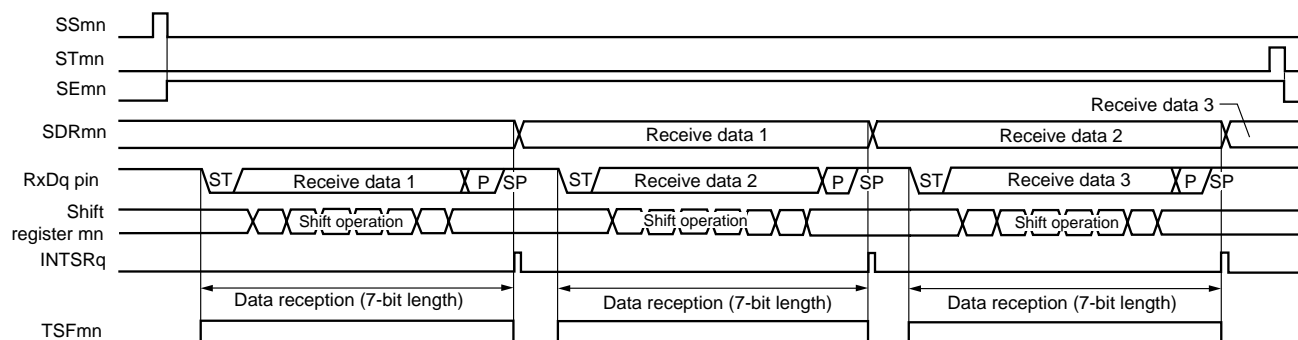 SSmn
STmn
SEmn
Receive data 3
SDRmn Receive data 1 Receive data 2
RxDq pin ST Receive data 1 P SP ST Receive data 2 P SP ST Receive data 3 P SP
Shift
register mn
Shift operation Shift operation Shift operation
INTSRq
Data reception (7-bit length) Data reception (7-bit length) Data reception (7-bit length)
TSFmn